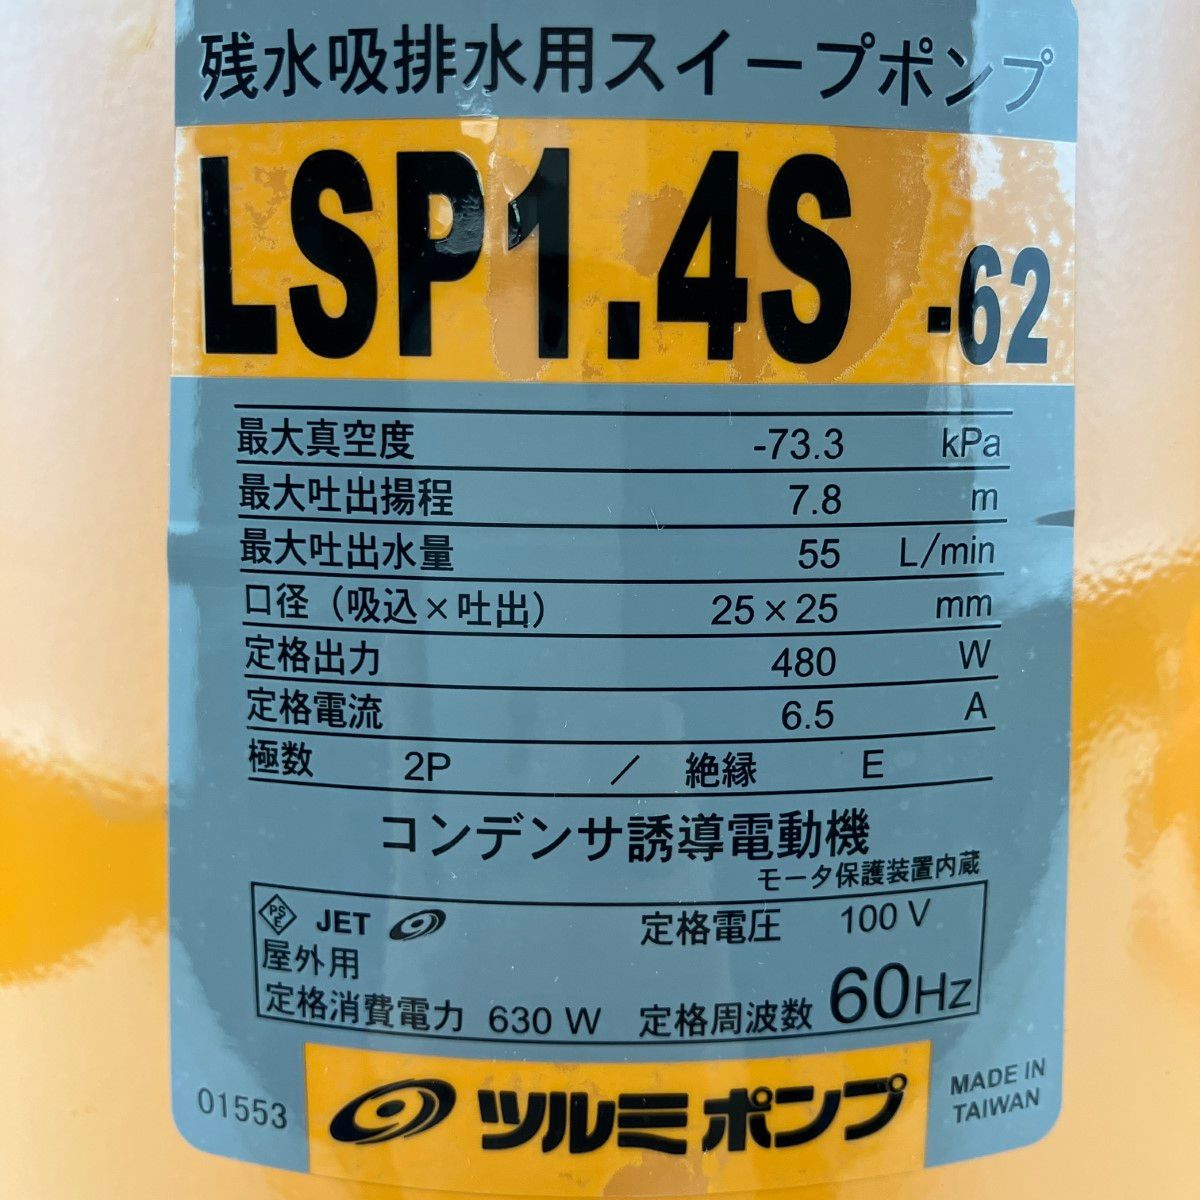 残水吸排水用スイープポンプ
LSP1.4S -62
最大真空度 -73.3 kPa
最大吐出揚程 7.8 m
最大吐出水量 55 L/min
口径（吸込×吐出） 25×25 mm
定格出力 480 W
定格電流 6.5 A
極数 2P / 絶縁 E
コンデンサ誘導電動機
モータ保護装置内蔵
PSE JET 定格電圧 100 V
屋外用
定格消費電力 630 W 定格周波数 60Hz
01553 ツルミポンプ MADE IN TAIWAN